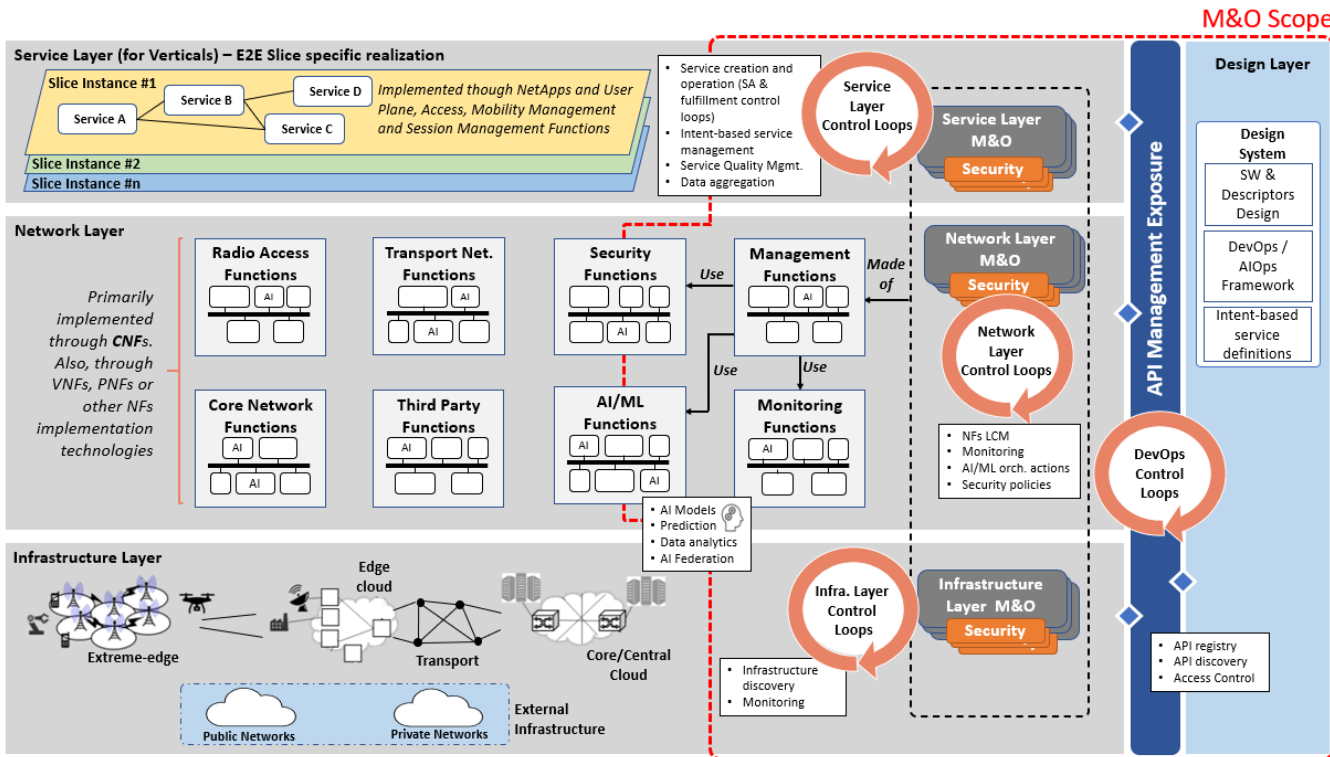 M&O Scope
Service Layer (for Verticals) – E2E Slice specific realization
Slice Instance #1
Service A
Service B
Service D
Service C
Implemented though NetApps and User
Plane, Access, Mobility Management
and Session Management Functions
Slice Instance #2
Slice Instance #n
• Service creation and
operation (SA &
fulfillment control
loops)
• Intent-based service
management
• Service Quality Mgmt.
• Data aggregation
Service
Layer
Control Loops
Service Layer
M&O
Security
API Management Exposure
Design Layer
Design
System
SW &
Descriptors
Design
DevOps /
AIOps
Framework
Intent-based
service
definitions
Network Layer
Primarily
implemented
through CNFs.
Also, through
VNFs, PNFs or
other NFs
implementation
technologies
Radio Access
Functions
AI
Transport Net.
Functions
AI
AI
Security
Functions
Use
Management
Functions
AI
Made
of
Network Layer
M&O
Security
Network
Layer
Control Loops
Use
Use
Core Network
Functions
AI
AI
Third Party
Functions
AI/ML
Functions
AI
AI
Monitoring
Functions
• NFs LCM
• Monitoring
• AI/ML orch. actions
• Security policies
DevOps
Control
Loops
• AI Models
• Prediction
• Data analytics
• AI Federation
Infrastructure Layer
Extreme-edge
Edge
cloud
Transport
Core/Central
Cloud
Public Networks
Private Networks
External
Infrastructure
Infra. Layer
Control
Loops
• Infrastructure
discovery
• Monitoring
Infrastructure
Layer M&O
Security
• API registry
• API discovery
• Access Control